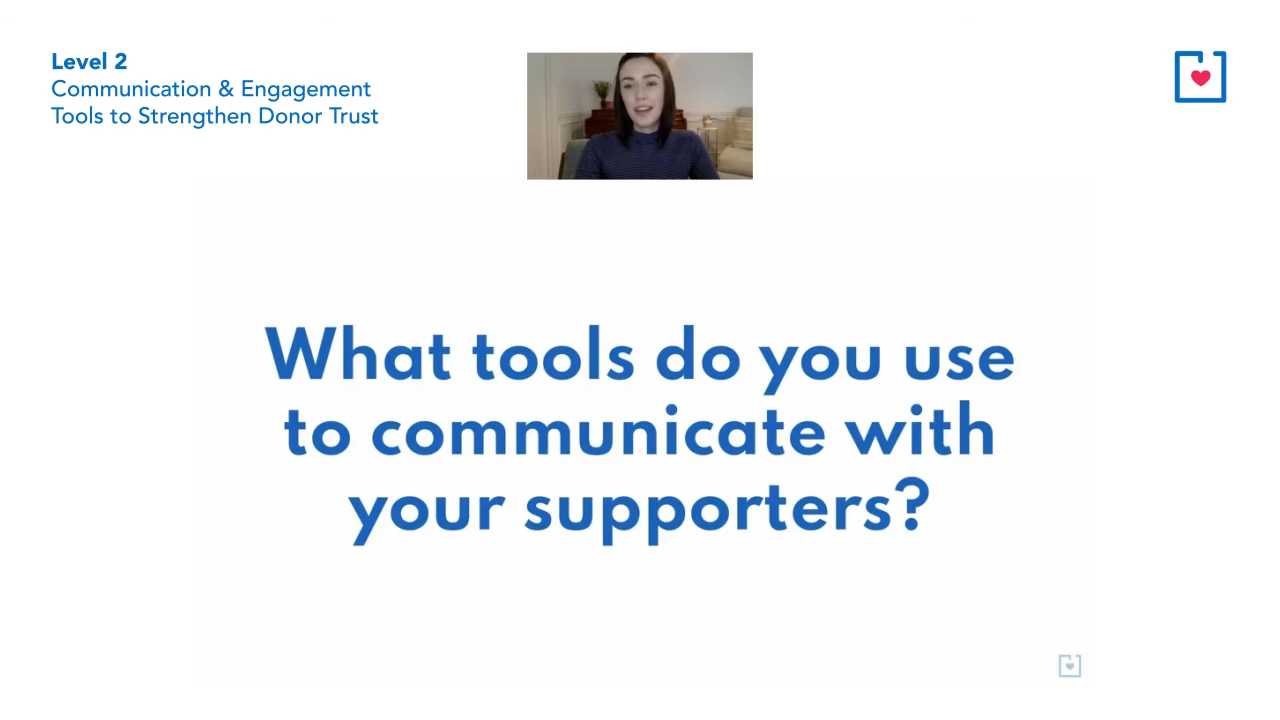 Level 2
Communication & Engagement
Tools to Strengthen Donor Trust
What tools do you use
to communicate with
your supporters?